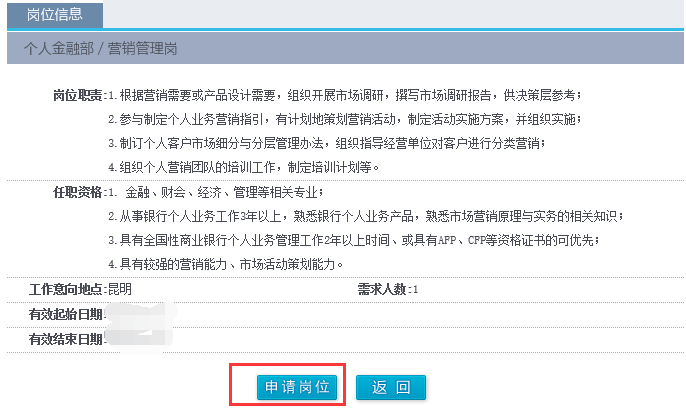 岗位信息
个人金融部 / 营销管理岗
岗位职责:1.根据营销需要或产品设计需要，组织开展市场调研，撰写市场调研报告，供决策层参考；
2.参与制定个人业务营销指引，有计划地策划营销活动，制定活动实施方案，并组织实施；
3.制订个人客户市场细分与分层管理办法，组织指导经营单位对客户进行分类营销；
4.组织个人营销团队的培训工作，制定培训计划等。
任职资格:1. 金融、财会、经济、管理等相关专业；
2.从事银行个人业务工作3年以上，熟悉银行个人业务产品，熟悉市场营销原理与实务的相关知识；
3.具有全国性商业银行个人业务管理工作2年以上时间、或具有AFP、CFP等资格证书的可优先；
4.具有较强的营销能力、市场活动策划能力。
工作意向地点:昆明 需求人数:1
有效起始日期:
有效结束日期:
申请岗位 返 回